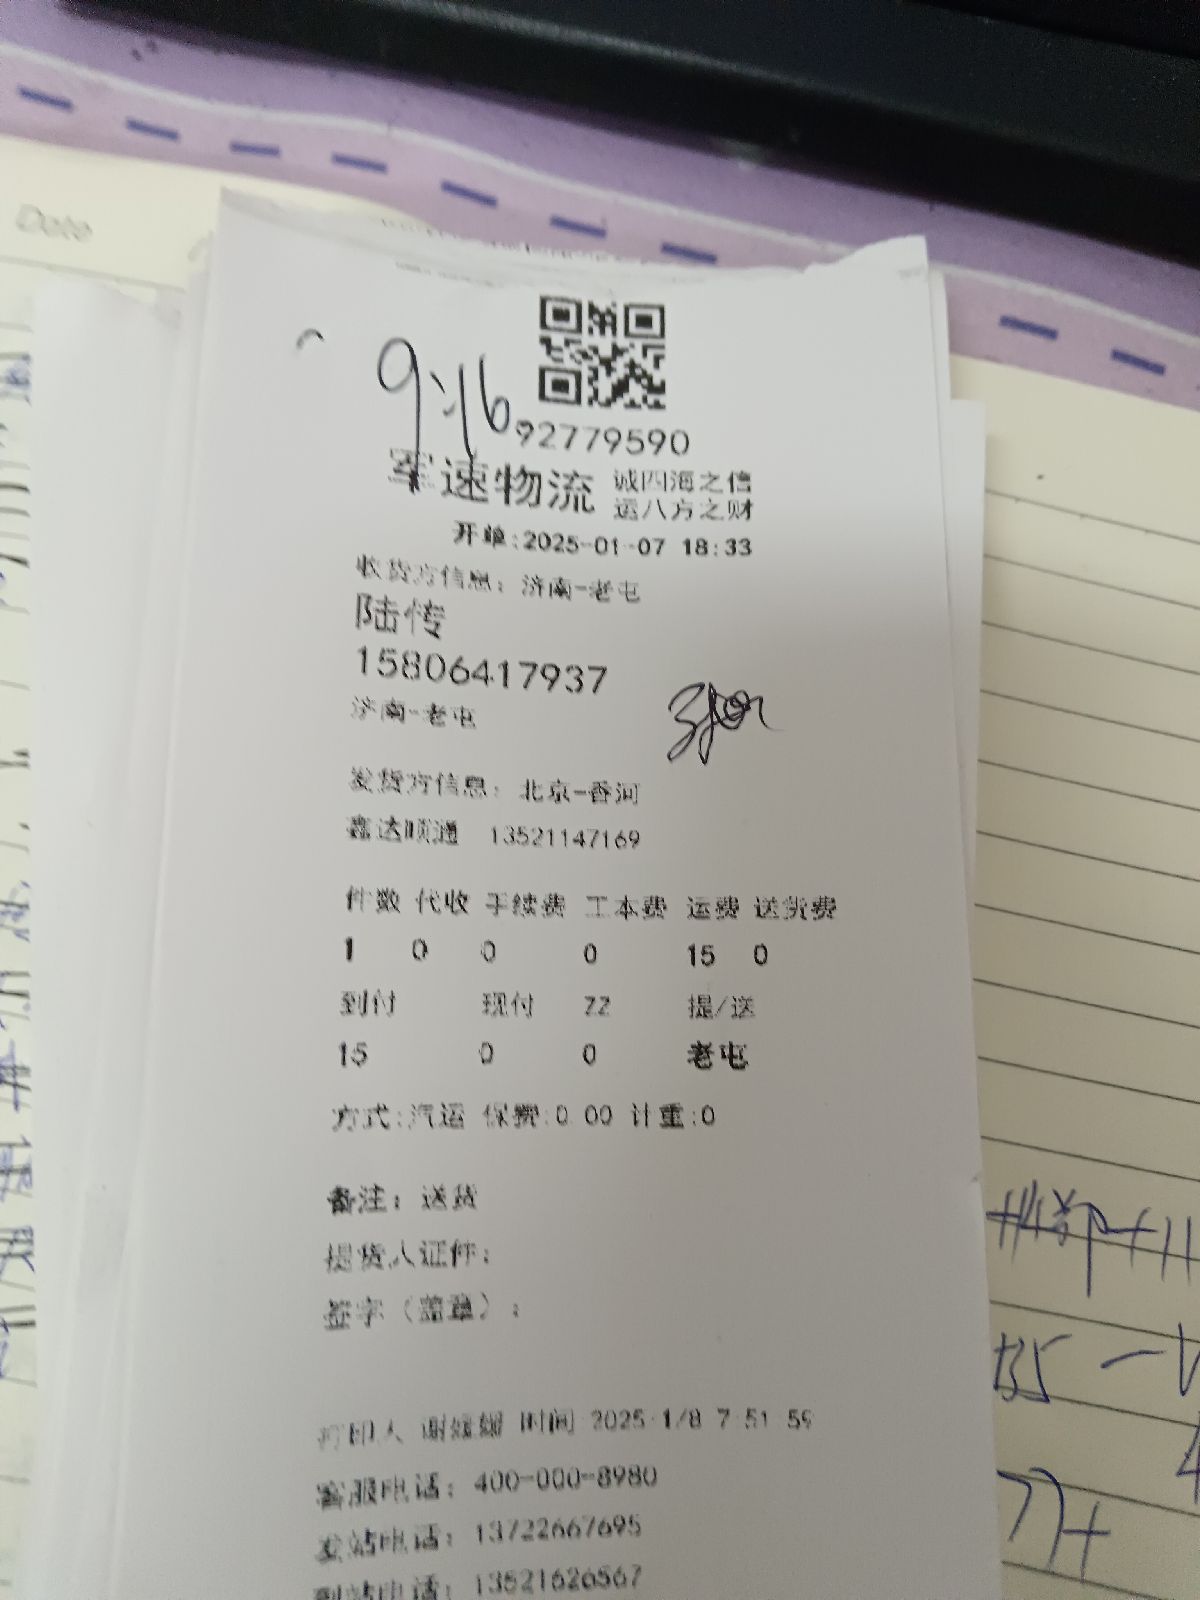 Date
9:16
92779590
军速物流 诚四海之信
运八方之财
开单:2025-01-07 18:33
收货方信息: 济南-老屯
陆传
15806417937
济南-老屯
发货方信息: 北京-香河
鑫达顺通 13521147169
件数 代收 手续费 工本费 运费 送货费
1 0 0 0 15 0
到付 现付 ZZ 提/送
15 0 0 老屯
方式:汽运 保费:0.00 计重:0
备注: 送货
提货人证件:
签字(盖章):
打印人 谢媛媛 时间 2025/1/8 7:51:59
客服电话: 400-000-8980
发站电话: 13722667695
到站电话: 13521626567